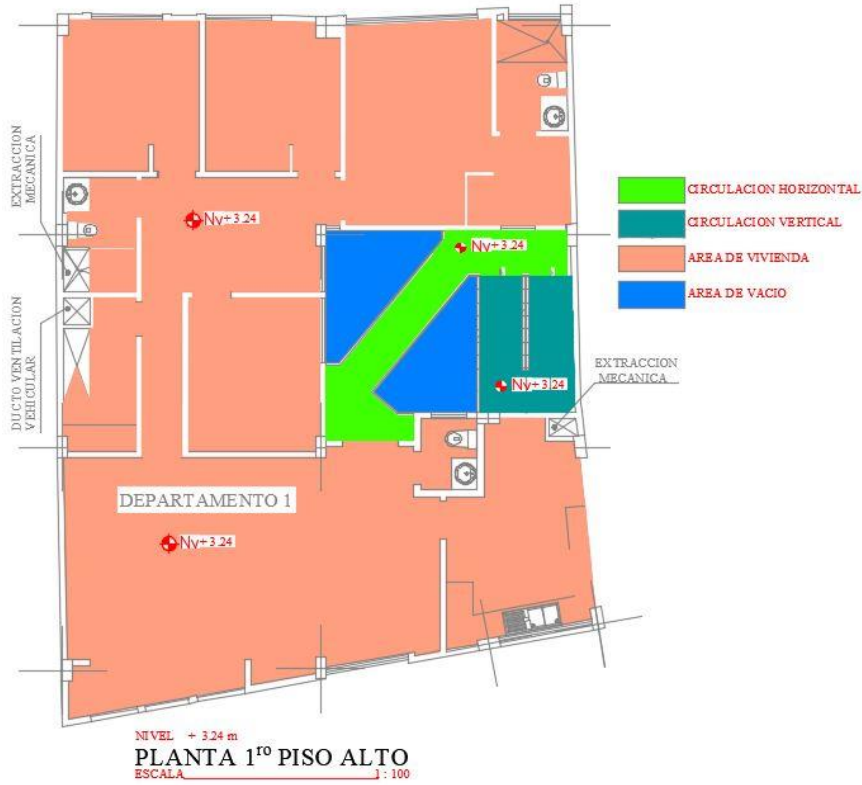 EXTRACCION
MECANICA
Nv+3.24
Nv+3.24
CIRCULACION HORIZONTAL
CIRCULACION VERTICAL
AREA DE VIVIENDA
AREA DE VACIO
DUCTO VENTILACION
VEHICULAR
EXTRACCION
MECANICA
Nv+3.24
DEPARTAMENTO 1
Nv+3.24
NIVEL + 3.24 m
PLANTA 1ro PISO ALTO
ESCALA 1 : 100